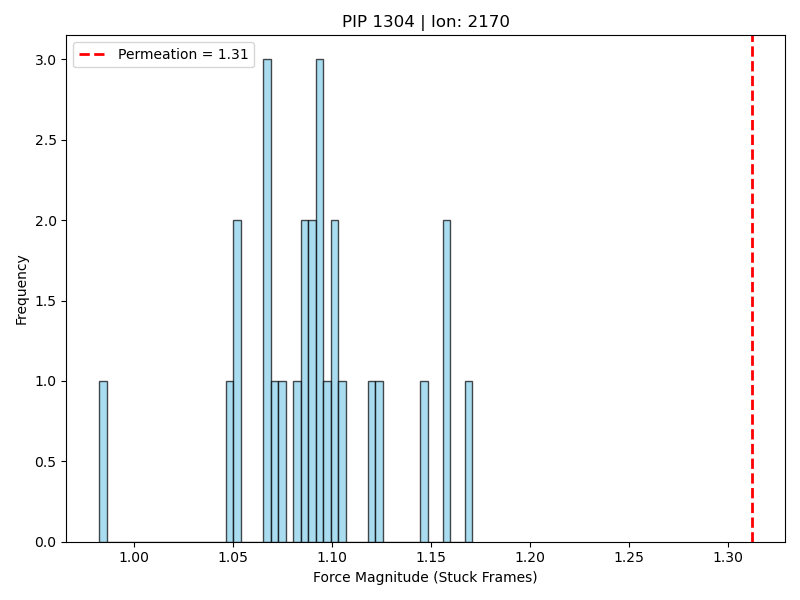 PIP 1304 | Ion: 2170
Permeation = 1.31
3.0
2.5
2.0
1.5
1.0
0.5
0.0
Frequency
1.00 1.05 1.10 1.15 1.20 1.25 1.30
Force Magnitude (Stuck Frames)